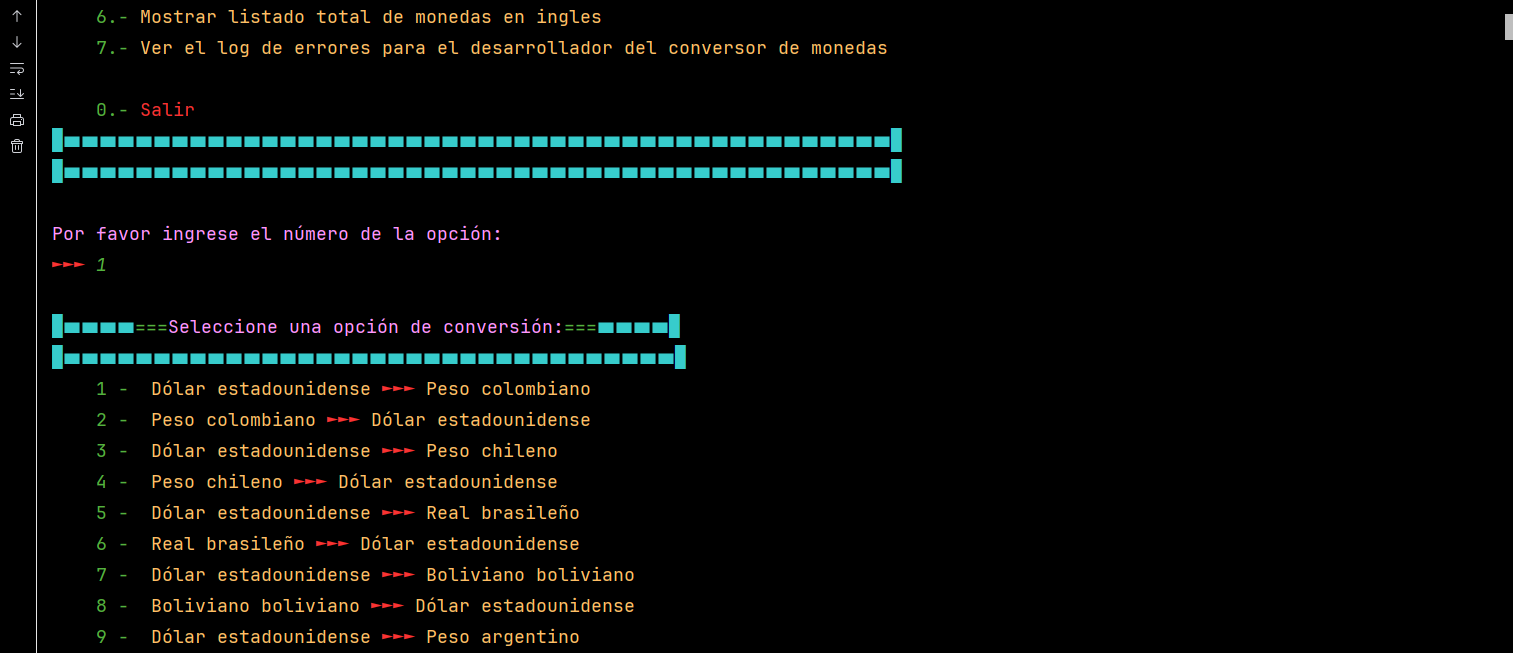 6.- Mostrar listado total de monedas en ingles
7.- Ver el log de errores para el desarrollador del conversor de monedas
0.- Salir
Por favor ingrese el número de la opción:
►►► 1
===Seleccione una opción de conversión:===
1 - Dólar estadounidense ►►► Peso colombiano
2 - Peso colombiano ►►► Dólar estadounidense
3 - Dólar estadounidense ►►► Peso chileno
4 - Peso chileno ►►► Dólar estadounidense
5 - Dólar estadounidense ►►► Real brasileño
6 - Real brasileño ►►► Dólar estadounidense
7 - Dólar estadounidense ►►► Boliviano boliviano
8 - Boliviano boliviano ►►► Dólar estadounidense
9 - Dólar estadounidense ►►► Peso argentino